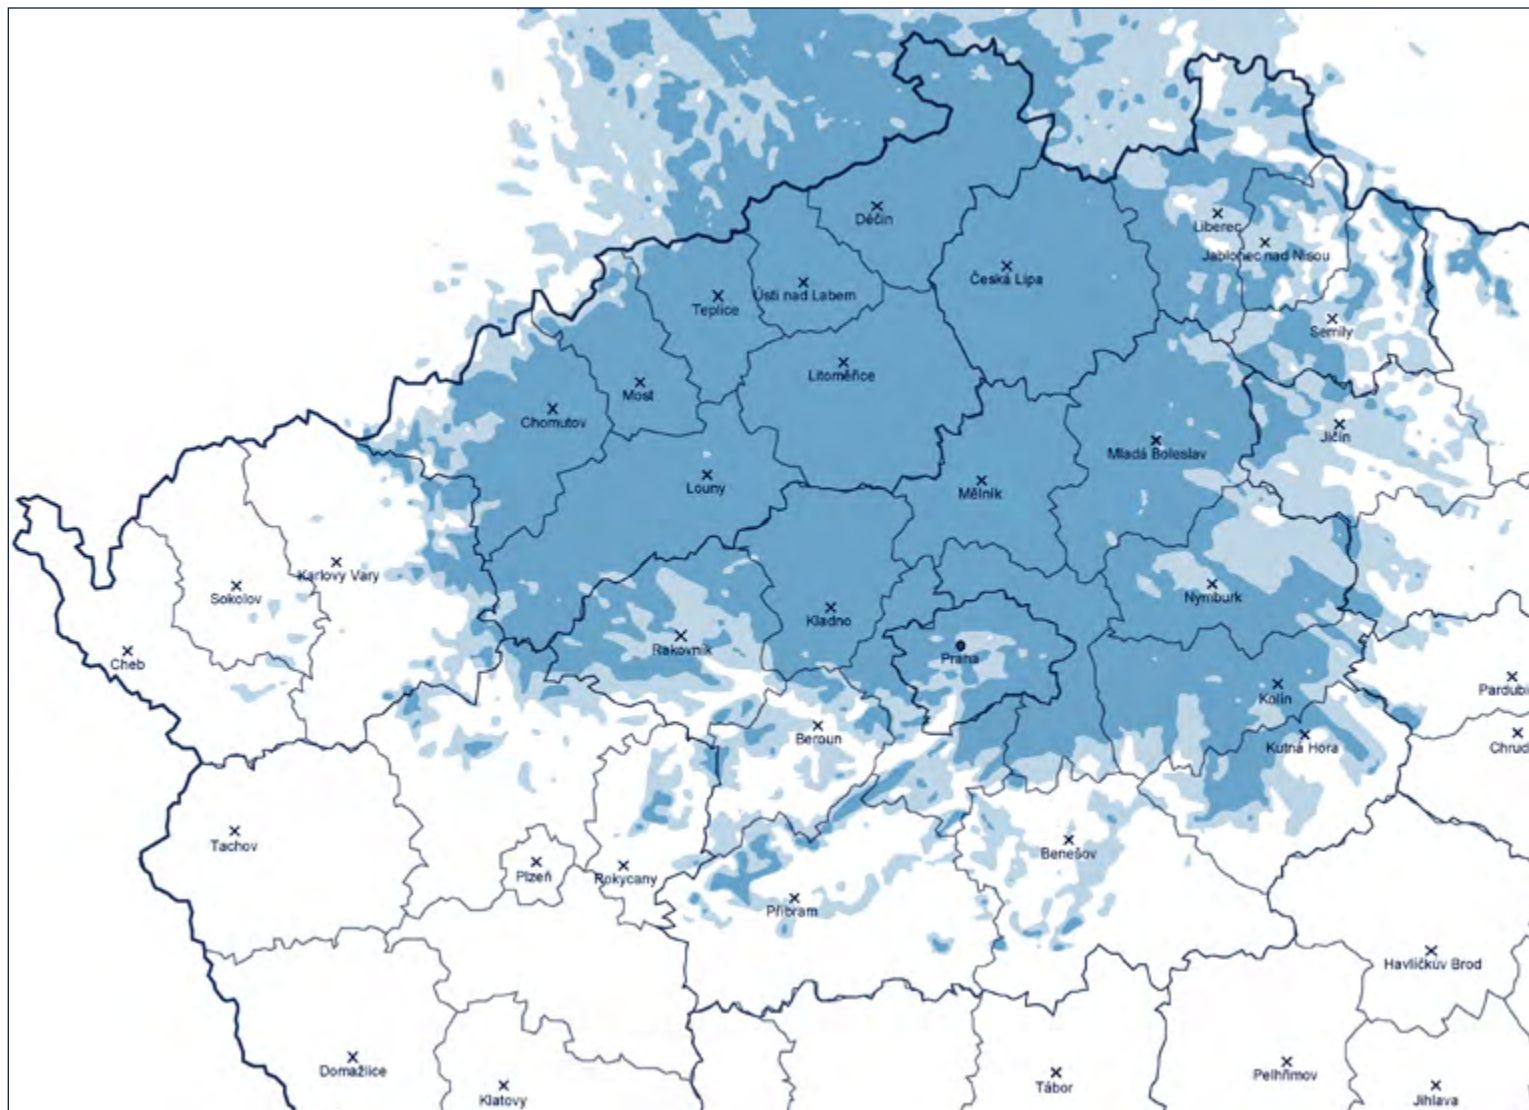 Děčín
Liberec
Jablonec nad Nisou
Česká Lípa
Ústí nad Labem
Teplice
Semily
Litoměřice
Most
Chomutov
Jičín
Mladá Boleslav
Louny
Mělník
Karlovy Vary
Sokolov
Nymburk
Kladno
Rakovník
Praha
Cheb
Kolín
Pardubi
Beroun
Kutná Hora
Chrud
Tachov
Benešov
Plzeň
Rokycany
Příbram
Havlíčkův Brod
Domažlice
Tábor
Pelhřimov
Klatovy
Jihlava